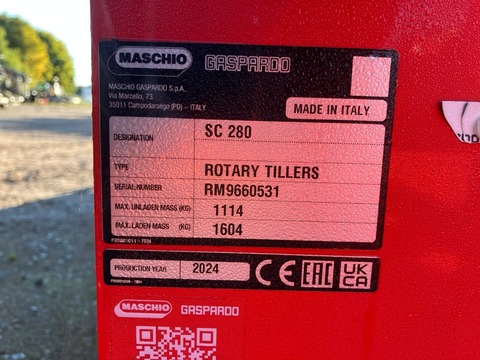 MASCHIO GASPARDO
MASCHIO GASPARDO S.p.A.
Via Marcello, 73
35011 Campodarsego (PD) – ITALY
MADE IN ITALY
DESIGNATION SC 280
TYPE ROTARY TILLERS
SERIAL NUMBER RM9660531
MAX. UNLADEN MASS (KG) 1114
MAX. LADEN MASS (KG) 1604
PRODUCTION YEAR 2024 CE EAC UK CA
MASCHIO GASPARDO